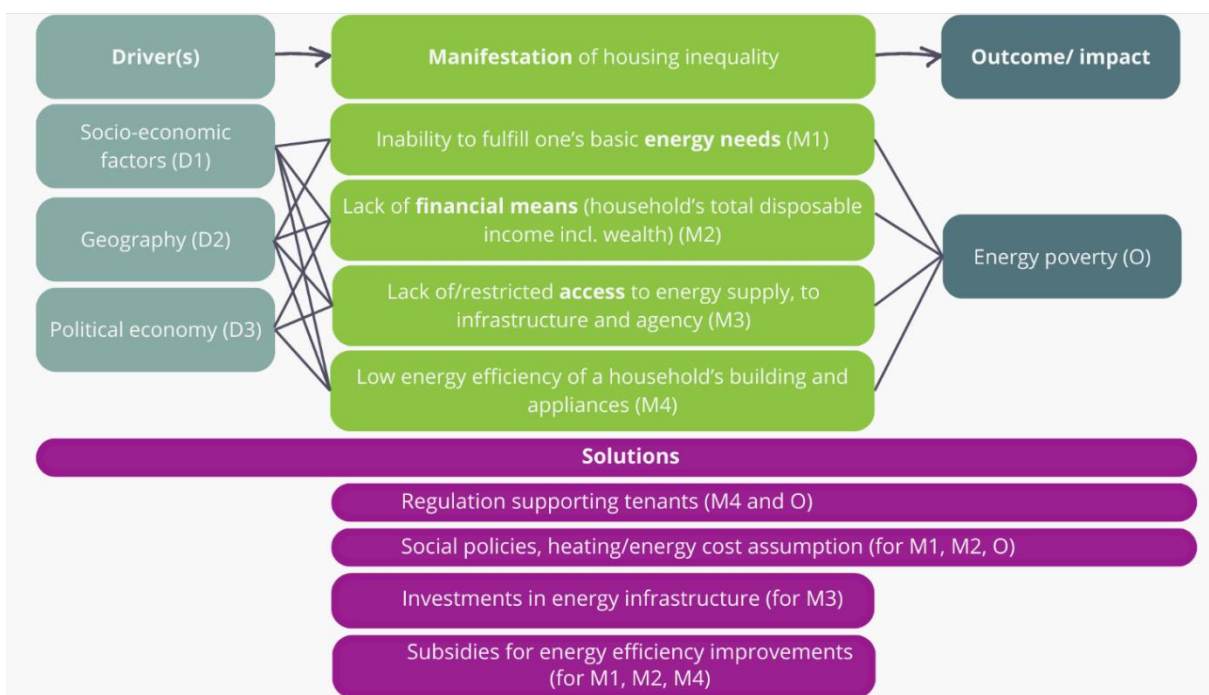 Driver(s)
Manifestation of housing inequality
Outcome/ impact
Socio-economic
factors (D1)
Geography (D2)
Political economy (D3)
Inability to fulfill one's basic energy needs (M1)
Lack of financial means (household's total disposable
income incl. wealth) (M2)
Lack of/restricted access to energy supply, to
infrastructure and agency (M3)
Low energy efficiency of a household's building and
appliances (M4)
Energy poverty (O)
Solutions
Regulation supporting tenants (M4 and O)
Social policies, heating/energy cost assumption (for M1, M2, O)
Investments in energy infrastructure (for M3)
Subsidies for energy efficiency improvements
(for M1, M2, M4)